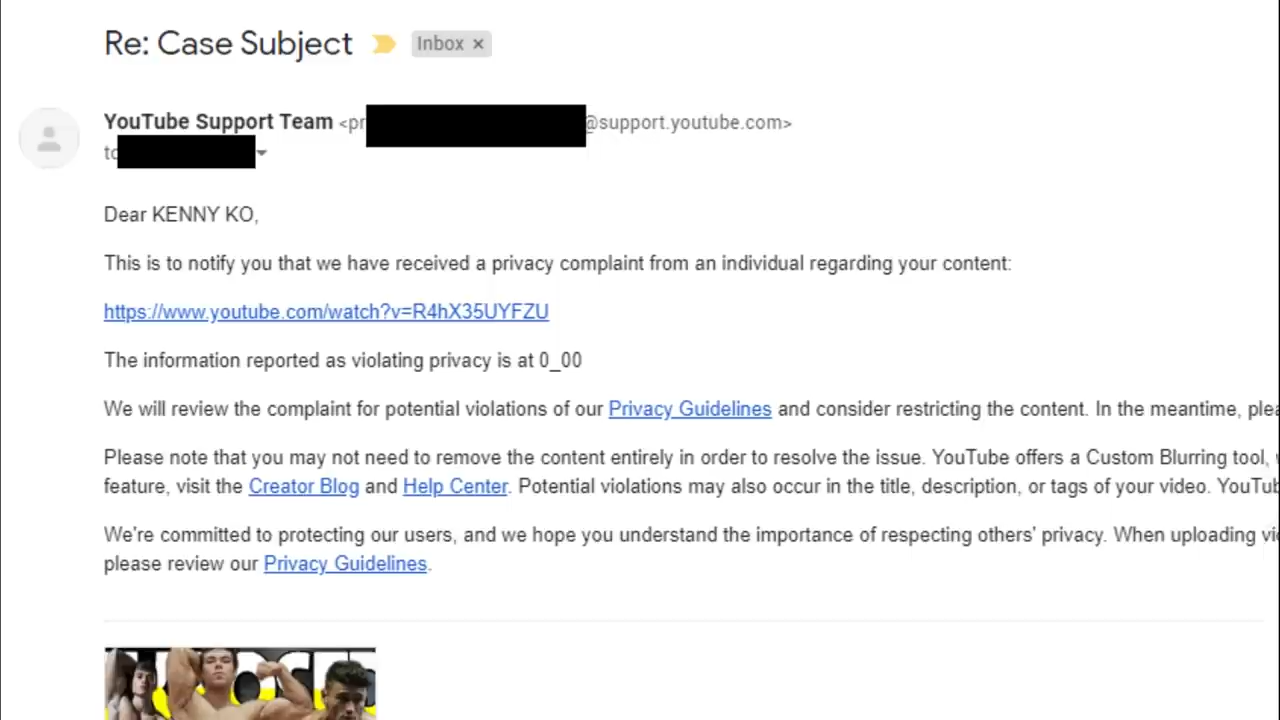 Re: Case Subject
Inbox ×
YouTube Support Team <pr @support.youtube.com>
to
Dear KENNY KO,
This is to notify you that we have received a privacy complaint from an individual regarding your content:
https://www.youtube.com/watch?v=R4hX35UYFZU
The information reported as violating privacy is at 0_00
We will review the complaint for potential violations of our Privacy Guidelines and consider restricting the content. In the meantime,
Please note that you may not need to remove the content entirely in order to resolve the issue. YouTube offers a Custom Blurring tool,
feature, visit the Creator Blog and Help Center. Potential violations may also occur in the title, description, or tags of your video.
We're committed to protecting our users, and we hope you understand the importance of respecting others' privacy. When uploading
please review our Privacy Guidelines.